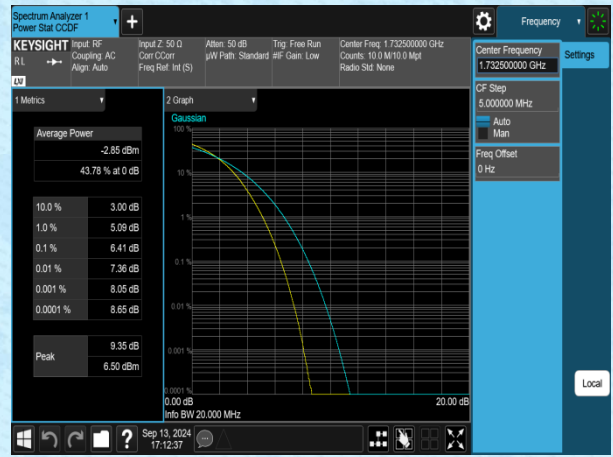 Spectrum Analyzer 1
Power Stat CCDF
Frequency
KEYSIGHT
RL
LXI
Input: RF
Coupling: AC
Align: Auto
Input Z: 50 Ω
Corr CCorr
Freq Ref: Int (S)
Atten: 50 dB
µW Path: Standard
Trig: Free Run
#IF Gain: Low
Center Freq: 1.732500000 GHz
Counts: 10.0 M/10.0 Mpt
Radio Std: None
Center Frequency
1.732500000 GHz
Settings
CF Step
5.000000 MHz
Auto
Man
Freq Offset
0 Hz
1 Metrics
Average Power
-2.85 dBm
43.78 % at 0 dB
10.0 % 3.00 dB
1.0 % 5.09 dB
0.1 % 6.41 dB
0.01 % 7.36 dB
0.001 % 8.05 dB
0.0001 % 8.65 dB
Peak
9.35 dB
6.50 dBm
2 Graph
Gaussian
100 %
10 %
1 %
0.1 %
0.01 %
0.001 %
0.0001 %
0.00 dB 20.00 dB
Info BW 20.000 MHz
Local
?
Sep 13, 2024
17:12:37